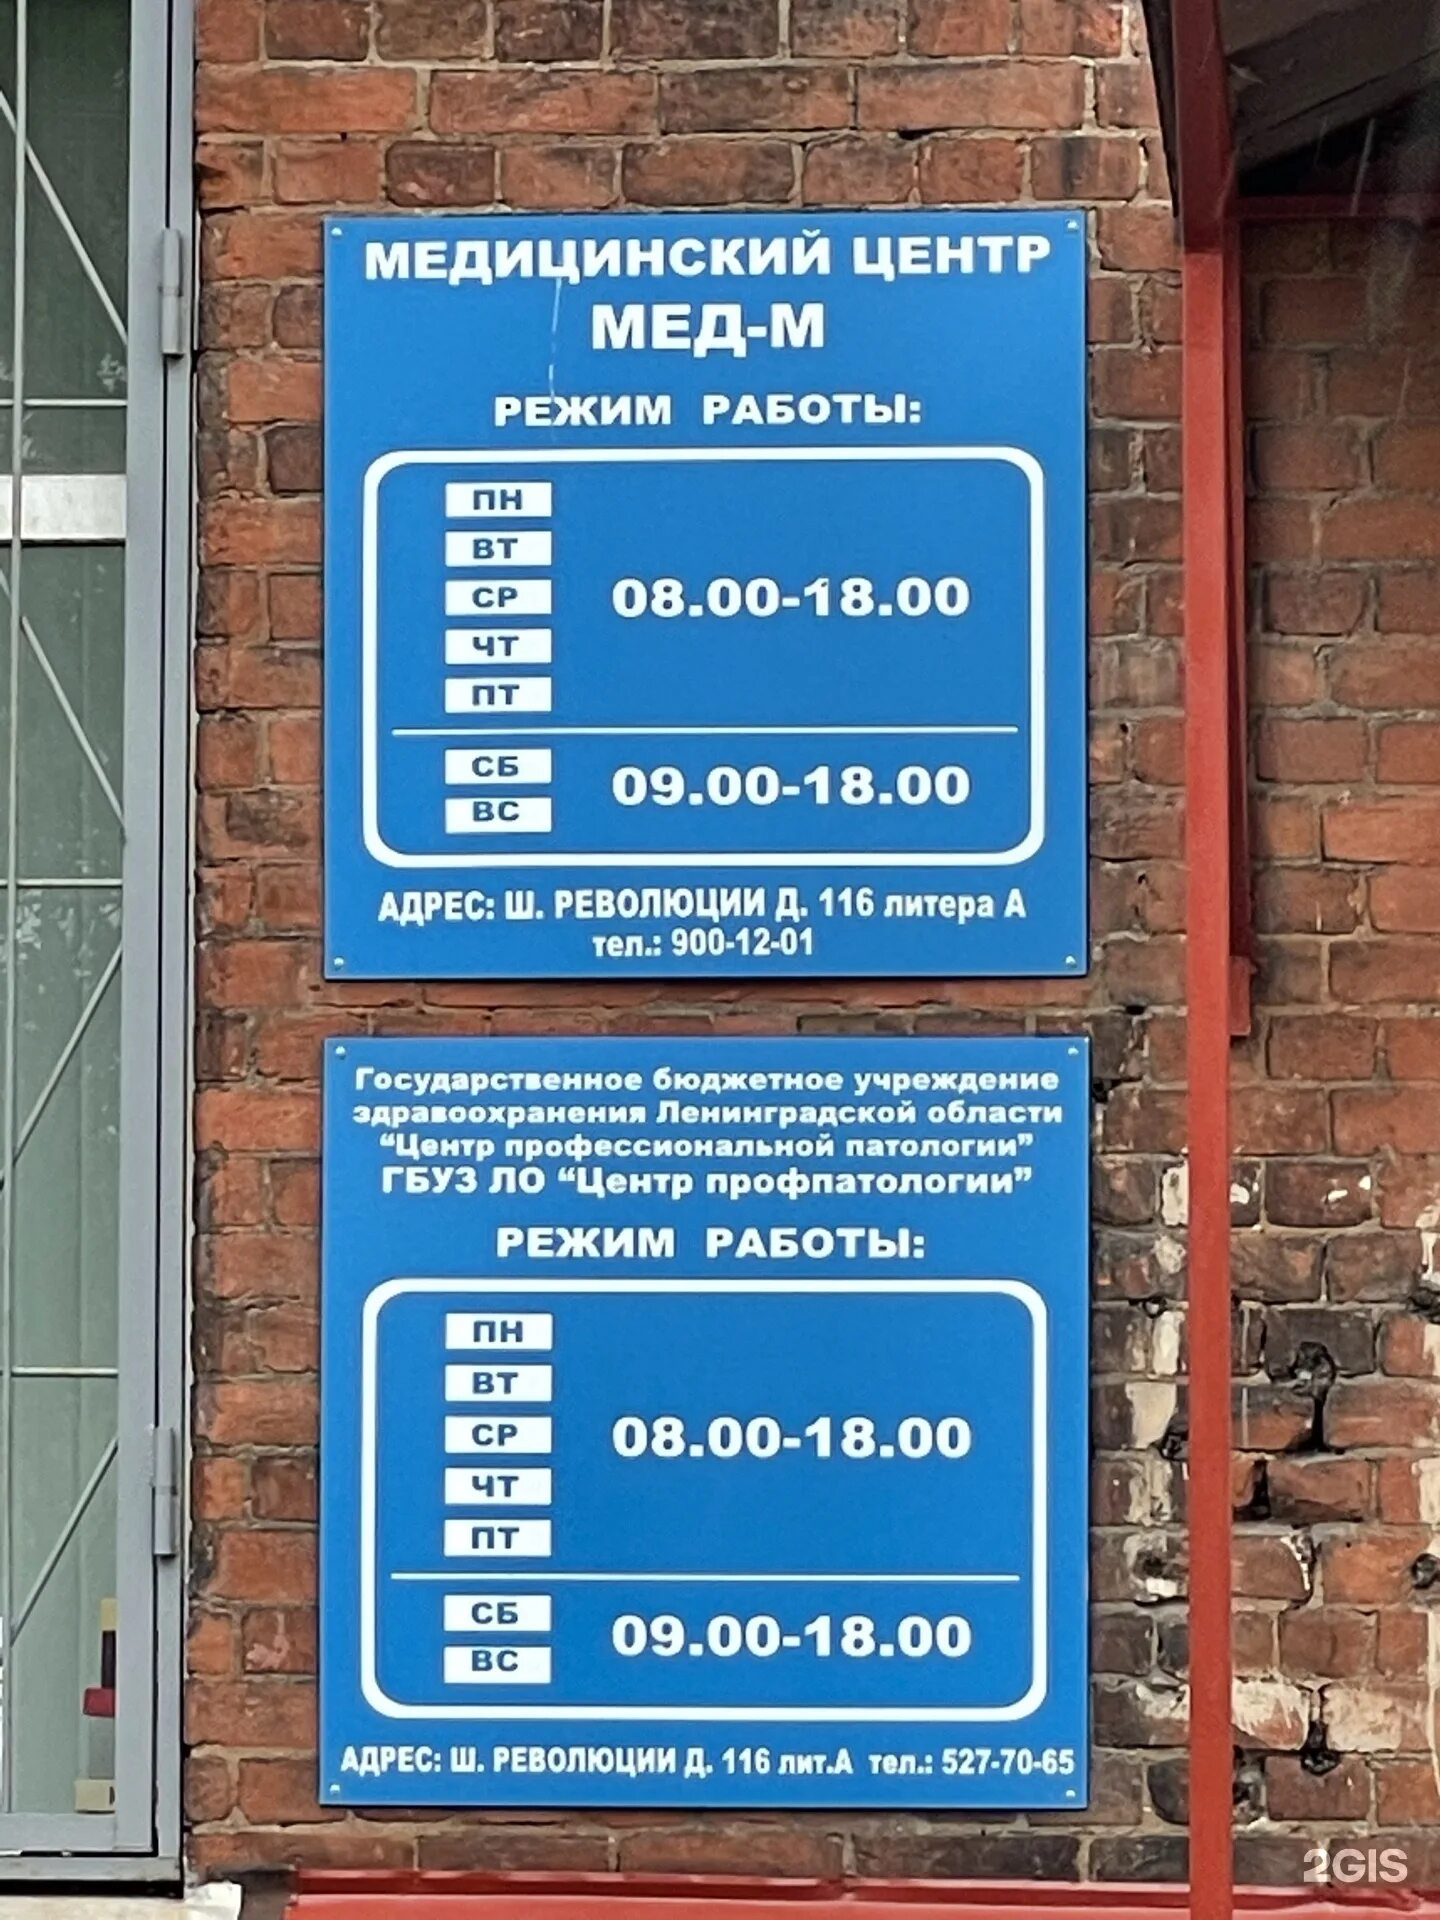 МЕДИЦИНСКИЙ ЦЕНТР
МЕД-М
РЕЖИМ РАБОТЫ:
ПН
ВТ
СР 08.00-18.00
ЧТ
ПТ
СБ 09.00-18.00
ВС
АДРЕС: Ш. РЕВОЛЮЦИИ Д. 116 литера А
тел.: 900-12-01
Государственное бюджетное учреждение
здравоохранения Ленинградской области
“Центр профессиональной патологии”
ГБУЗ ЛО “Центр профпатологии”
РЕЖИМ РАБОТЫ:
ПН
ВТ
СР 08.00-18.00
ЧТ
ПТ
СБ 09.00-18.00
ВС
АДРЕС: Ш. РЕВОЛЮЦИИ Д. 116 лит.А тел.: 527-70-65
2GIS